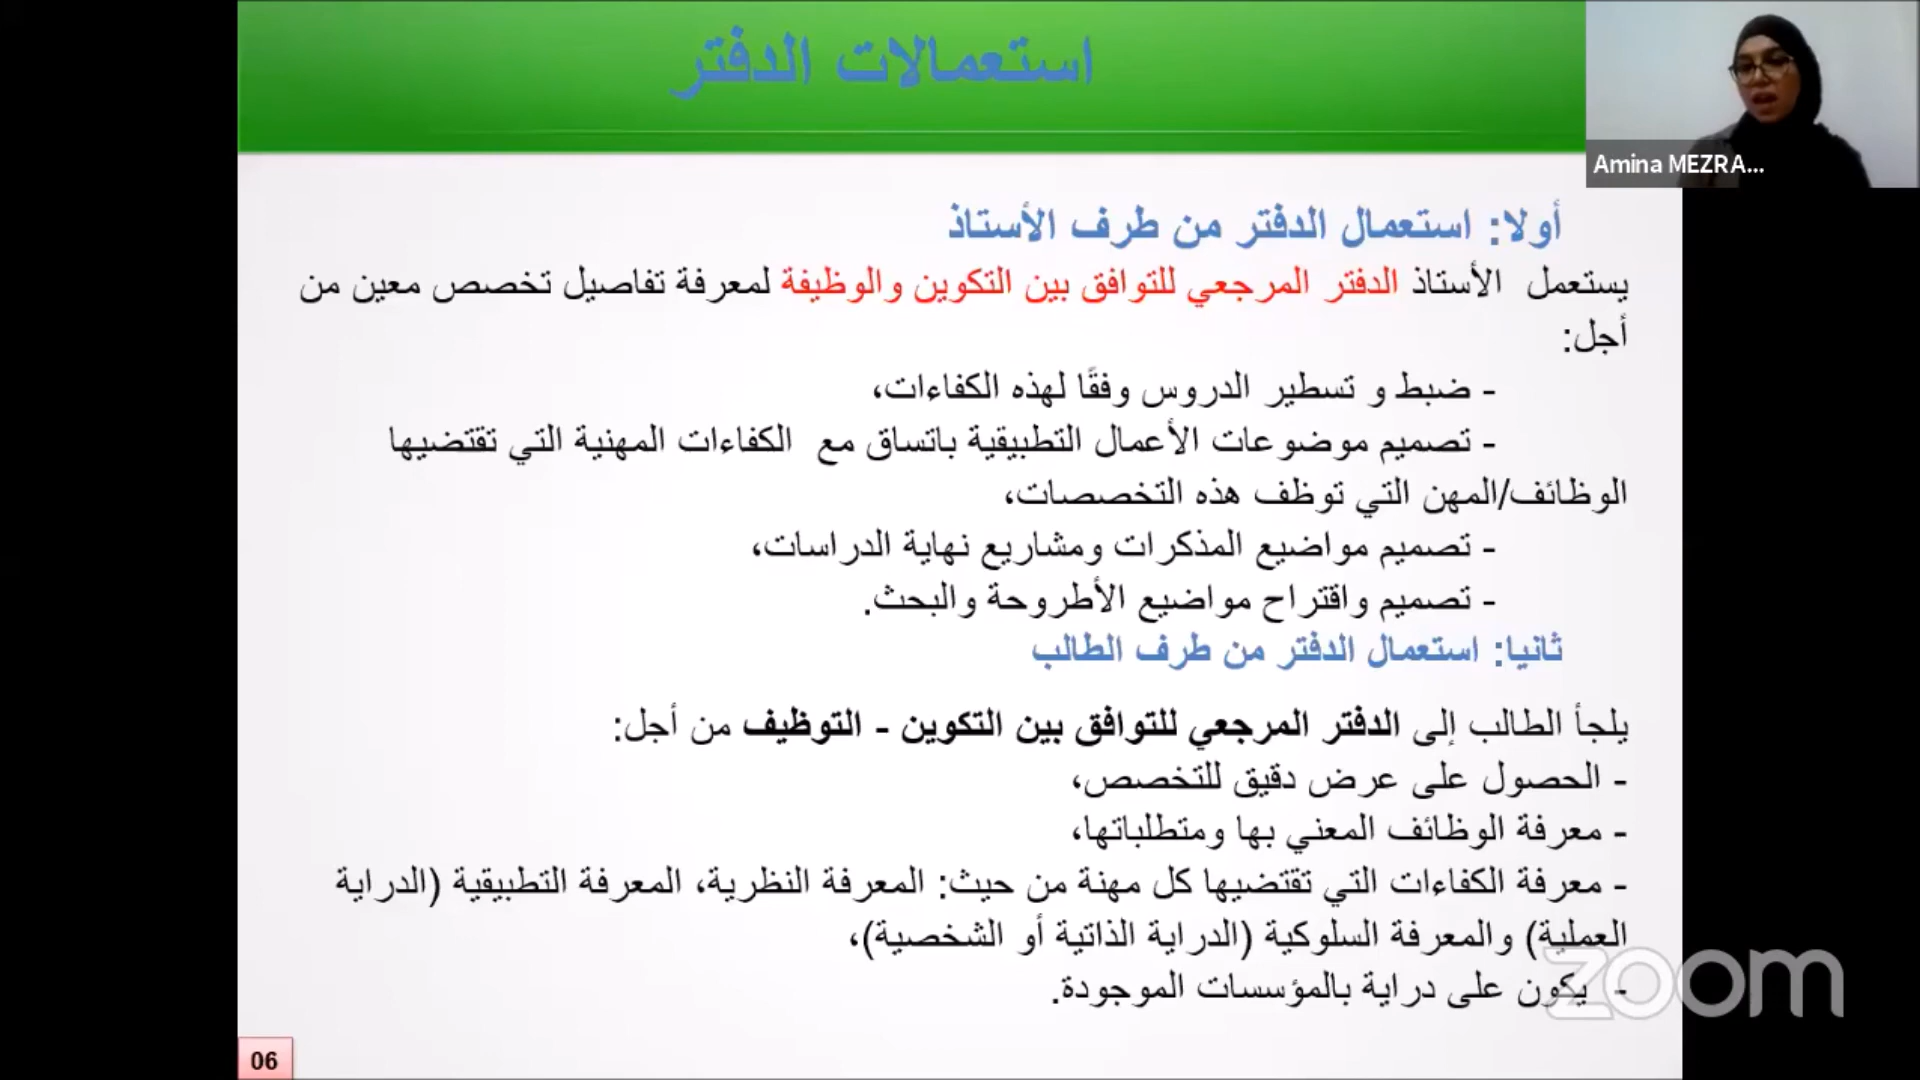 استعمالات الدفتر
Amina MEZRA...
أولا: استعمال الدفتر من طرف الأستاذ
يستعمل الأستاذ الدفتر المرجعي للتوافق بين التكوين والوظيفة لمعرفة تفاصيل تخصص معين من
أجل:
- ضبط و تسطير الدروس وفقًا لهذه الكفاءات،
- تصميم موضوعات الأعمال التطبيقية باتساق مع الكفاءات المهنية التي تقتضيها
الوظائف/المهن التي توظف هذه التخصصات،
- تصميم مواضيع المذكرات ومشاريع نهاية الدراسات،
- تصميم واقتراح مواضيع الأطروحة والبحث.
ثانيا: استعمال الدفتر من طرف الطالب
يلجأ الطالب إلى الدفتر المرجعي للتوافق بين التكوين - التوظيف من أجل:
- الحصول على عرض دقيق للتخصص،
- معرفة الوظائف المعني بها ومتطلباتها،
- معرفة الكفاءات التي تقتضيها كل مهنة من حيث: المعرفة النظرية، المعرفة التطبيقية (الدراية
العملية) والمعرفة السلوكية (الدراية الذاتية أو الشخصية)،
- يكون على دراية بالمؤسسات الموجودة.
zoom
06